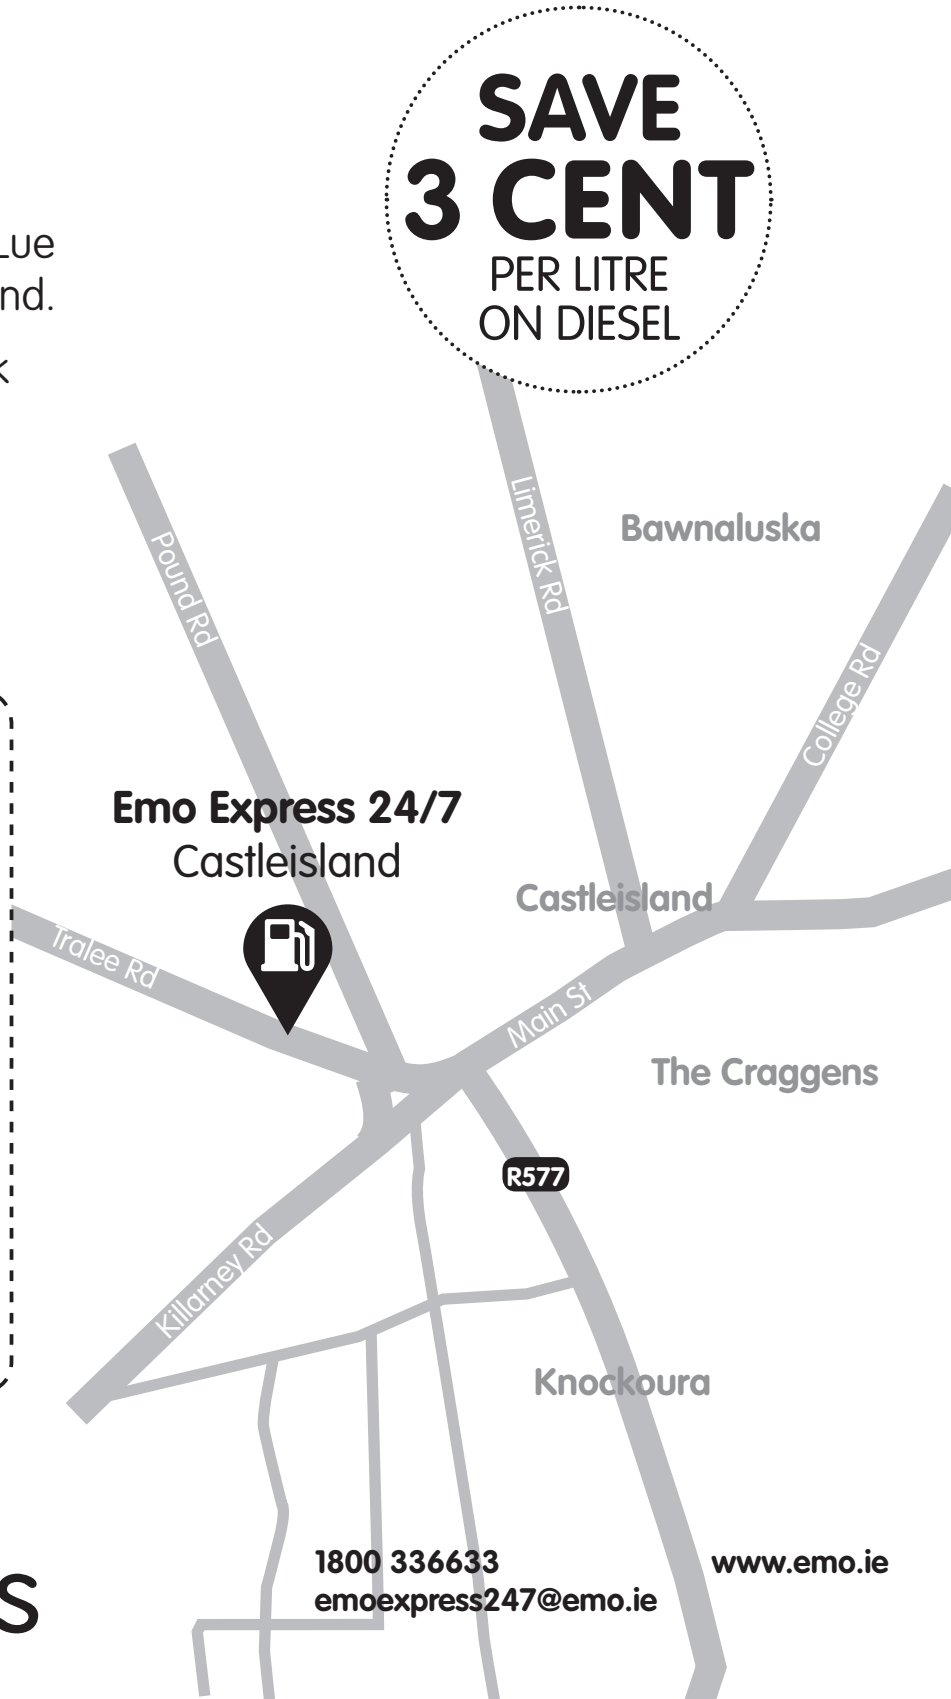 SAVE
3 CENT
PER LITRE
ON DIESEL
Limerick Rd
Bawnaluska
Pound Rd
College Rd
Emo Express 24/7
Castleisland
Castleisland
Tralee Rd
Main St
The Craggens
R577
Killarney Rd
Knockoura
1800 336633
www.emo.ie
emoexpress247@emo.ie